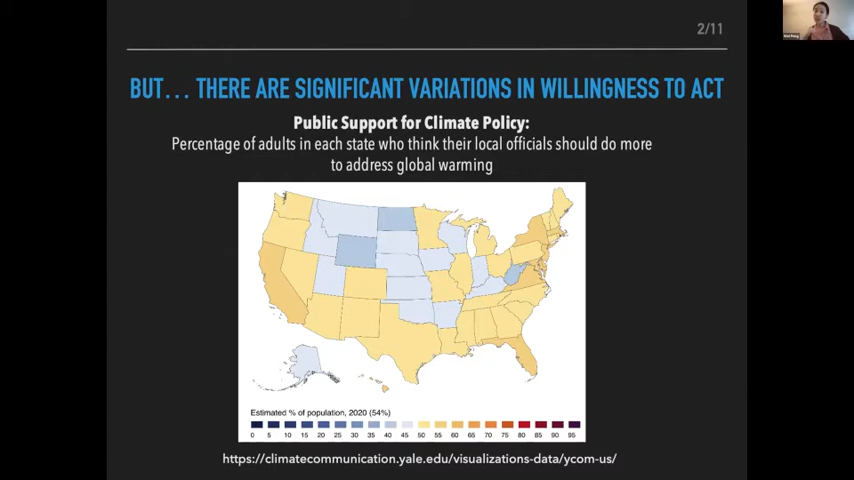 2/11
BUT... THERE ARE SIGNIFICANT VARIATIONS IN WILLINGNESS TO ACT
Public Support for Climate Policy:
Percentage of adults in each state who think their local officials should do more
to address global warming
Estimated % of population, 2020 (54%)
0 5 10 15 20 25 30 35 40 45 50 55 60 65 70 75 80 85 90 95
https://climatecommunication.yale.edu/visualizations-data/ycom-us/